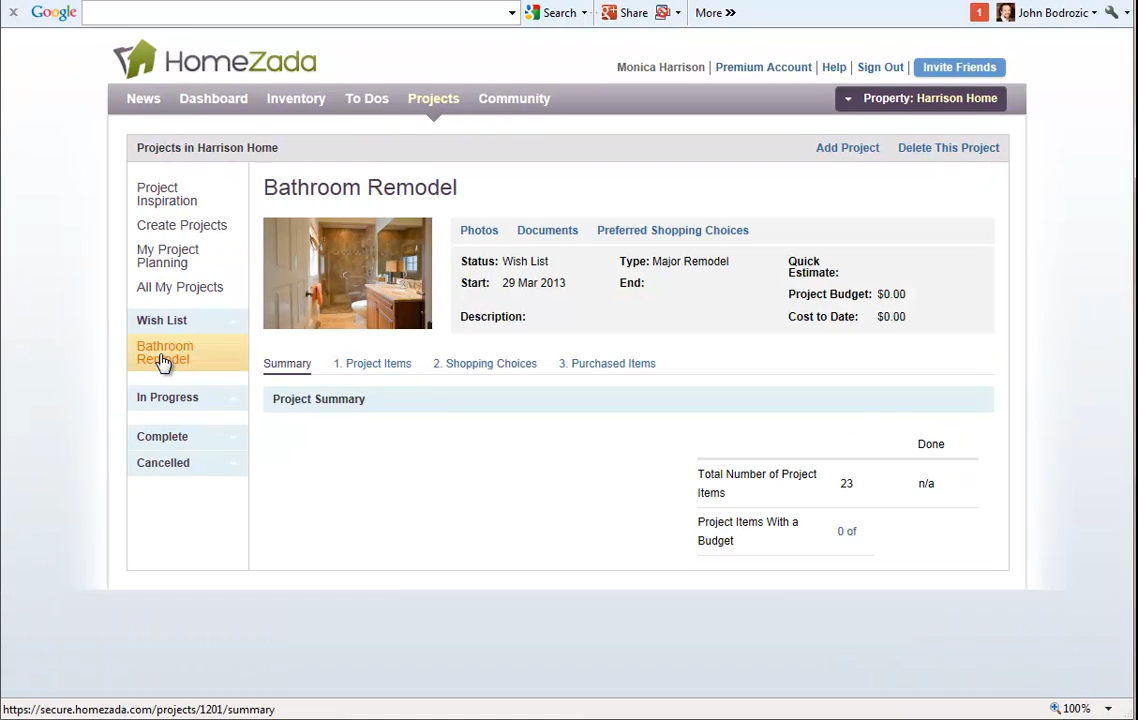 Google Search Share More » 1 John Bodrozic
HomeZada
Monica Harrison | Premium Account | Help | Sign Out | Invite Friends
News Dashboard Inventory To Dos Projects Community Property: Harrison Home
Projects in Harrison Home Add Project Delete This Project
Project
Inspiration
Create Projects
My Project
Planning
All My Projects
Wish List
Bathroom
Remodel
In Progress
Complete
Cancelled
Bathroom Remodel
Photos Documents Preferred Shopping Choices
Status: Wish List Type: Major Remodel Quick
Estimate:
Start: 29 Mar 2013 End: Project Budget: $0.00
Description: Cost to Date: $0.00
Summary 1. Project Items 2. Shopping Choices 3. Purchased Items
Project Summary
Done
Total Number of Project
Items 23 n/a
Project Items With a
Budget 0 of
https://secure.homezada.com/projects/1201/summary 100%